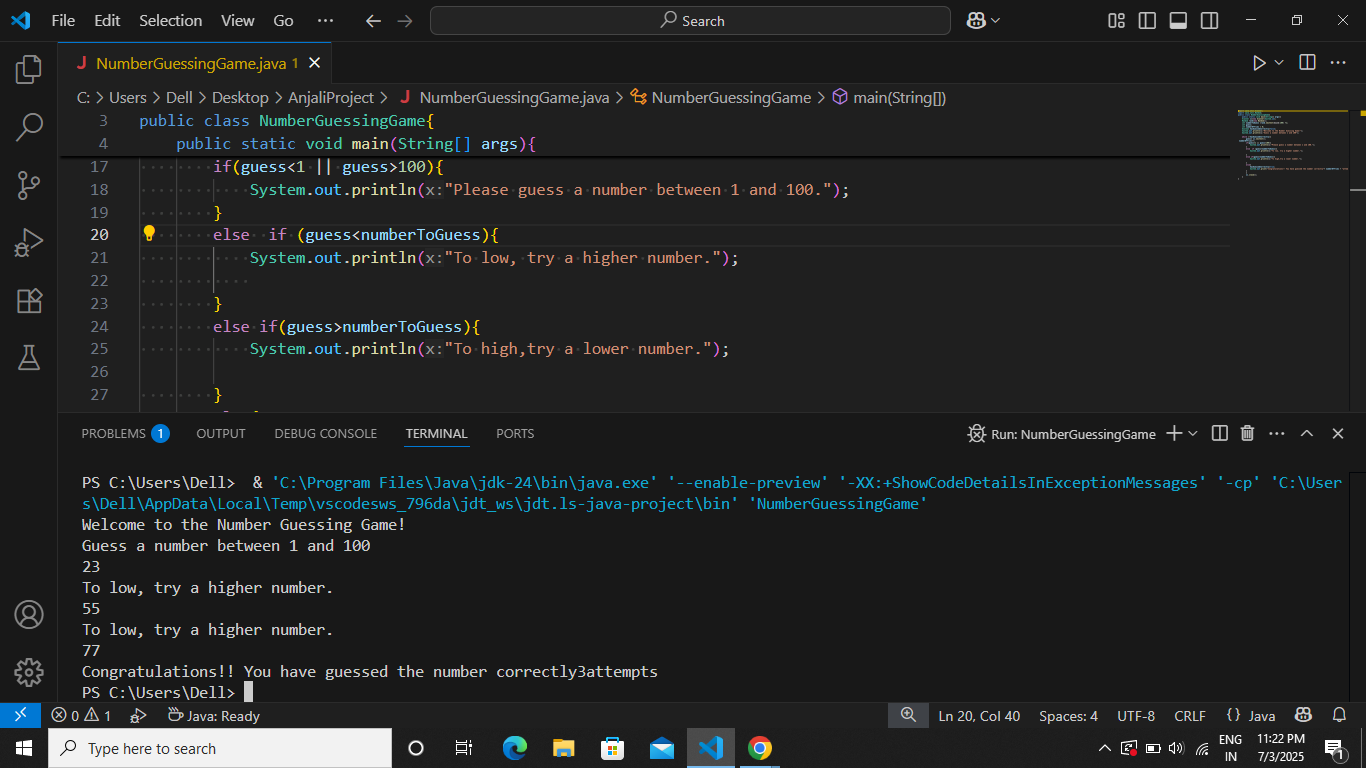 File Edit Selection View Go ··· Search
NumberGuessingGame.java 1
C: > Users > Dell > Desktop > AnjaliProject > NumberGuessingGame.java > NumberGuessingGame > main(String[])
3 public class NumberGuessingGame{
4 public static void main(String[] args){
17 if(guess<1 || guess>100){
18 System.out.println(x:"Please guess a number between 1 and 100.");
19 }
20 else  if (guess<numberToGuess){
21 System.out.println(x:"To low, try a higher number.");
22
23 }
24 else if(guess>numberToGuess){
25 System.out.println(x:"To high,try a lower number.");
26
27 }
PROBLEMS 1 OUTPUT DEBUG CONSOLE TERMINAL PORTS Run: NumberGuessingGame
PS C:\Users\Dell>  & 'C:\Program Files\Java\jdk-24\bin\java.exe' '--enable-preview' '-XX:+ShowCodeDetailsInExceptionMessages' '-cp' 'C:\User
s\Dell\AppData\Local\Temp\vscodesws_796da\jdt_ws\jdt.ls-java-project\bin' 'NumberGuessingGame'
Welcome to the Number Guessing Game!
Guess a number between 1 and 100
23
To low, try a higher number.
55
To low, try a higher number.
77
Congratulations!! You have guessed the number correctly3attempts
PS C:\Users\Dell>
0 1 Java: Ready Ln 20, Col 40 Spaces: 4 UTF-8 CRLF {} Java
Type here to search ENG 11:22 PM
IN 7/3/2025 1